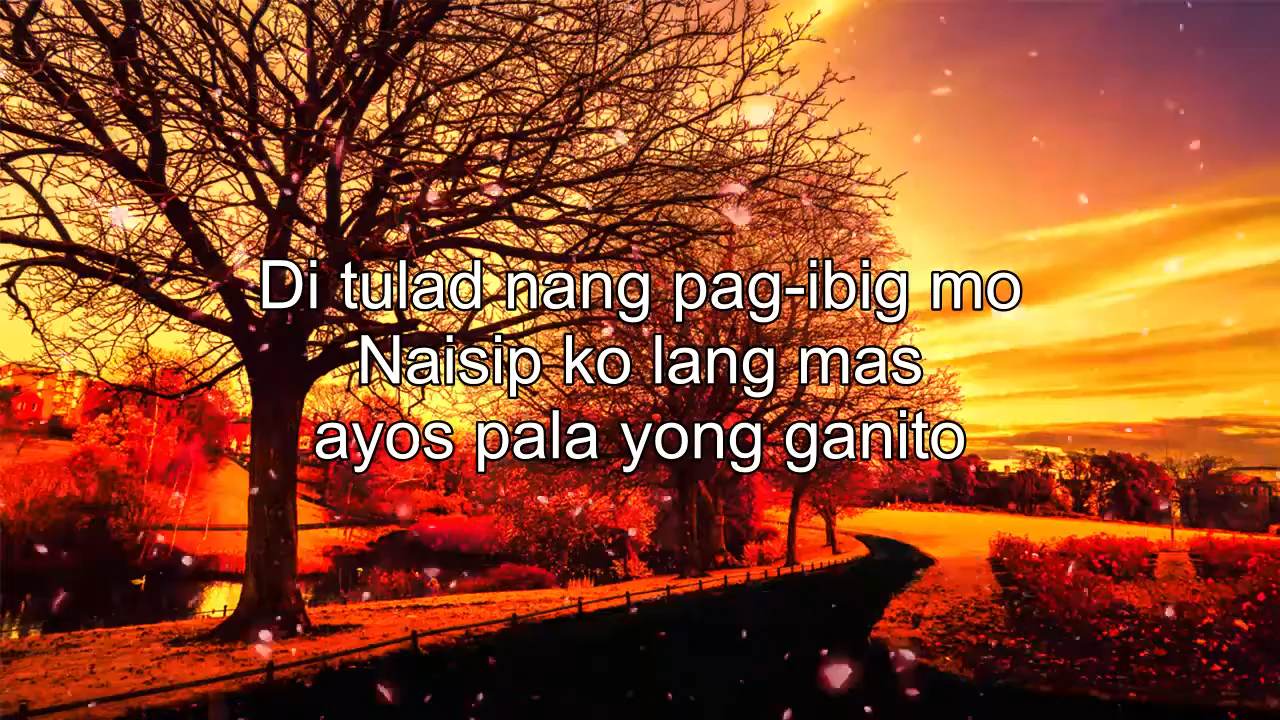 Di tulad nang pag-ibig mo
Naisip ko lang mas
ayos pala yong ganito